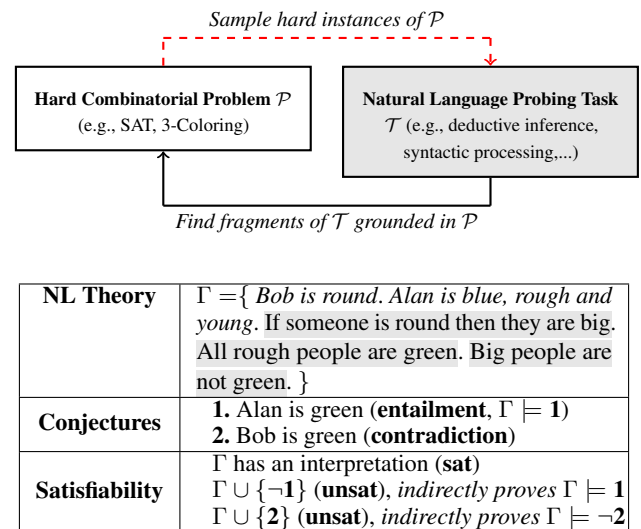 Sample hard instances of 𝒫
Hard Combinatorial Problem 𝒫
(e.g., SAT, 3-Coloring)
Natural Language Probing Task
𝒯 (e.g., deductive inference,
syntactic processing,...)
Find fragments of 𝒯 grounded in 𝒫
NL Theory
Γ ={ Bob is round. Alan is blue, rough and
young. If someone is round then they are big.
All rough people are green. Big people are
not green. }
Conjectures
1. Alan is green (entailment, Γ ⊨ 1)
2. Bob is green (contradiction)
Satisfiability
Γ has an interpretation (sat)
Γ ∪ {¬1} (unsat), indirectly proves Γ ⊨ 1
Γ ∪ {2} (unsat), indirectly proves Γ ⊨ ¬2